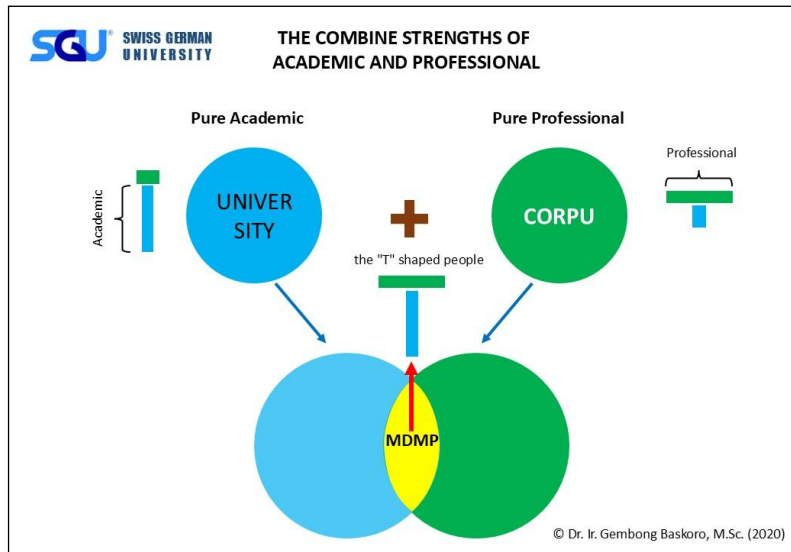 SGU® SWISS GERMAN
UNIVERSITY
THE COMBINE STRENGTHS OF
ACADEMIC AND PROFESSIONAL
Pure Academic
Pure Professional
Academic
UNIVER
SITY
CORPU
Professional
the "T" shaped people
MDMP
© Dr. Ir. Gembong Baskoro, M.Sc. (2020)